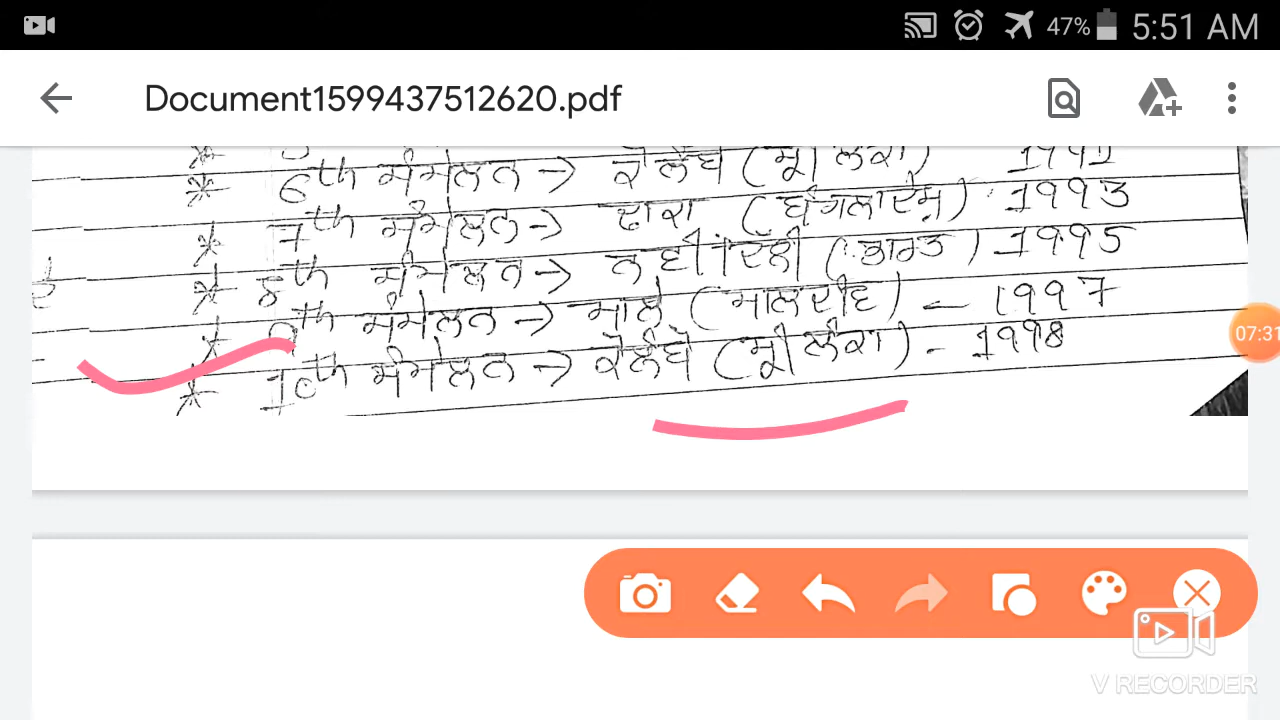 47% 5:51 AM
Document1599437512620.pdf
* 6th ਸੰਮੇਲਨ → ਕੋਲੰਬੋ (ਸ੍ਰੀ ਲੰਕਾ) 1991
* 7th ਸੰਮੇਲਨ → ਢਾਕਾ (ਬੰਗਲਾਦੇਸ਼) 1993
* 8th ਸੰਮੇਲਨ → ਨਵੀਂ ਦਿੱਲੀ (ਭਾਰਤ) 1995
* 9th ਸੰਮੇਲਨ → ਮਾਲੇ (ਮਾਲਦੀਵ) - 1997
* 10th ਸੰਮੇਲਨ → ਕੋਲੰਬੋ (ਸ੍ਰੀ ਲੰਕਾ) - 1998
07:31
V RECORDER